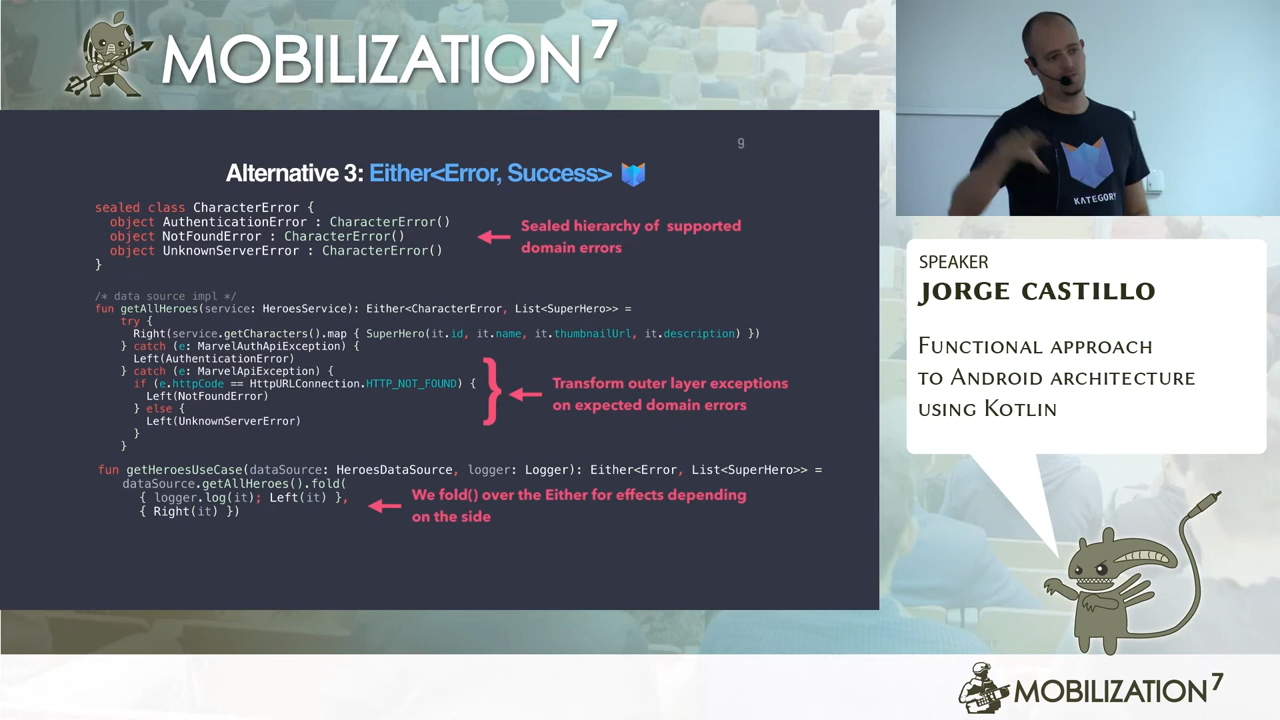 MOBILIZATION 7
9
Alternative 3: Either<Error, Success>
sealed class CharacterError {
object AuthenticationError : CharacterError()
object NotFoundError : CharacterError()
object UnknownServerError : CharacterError()
}
Sealed hierarchy of supported
domain errors
/* data source impl */
fun getAllHeroes(service: HeroesService): Either<CharacterError, List<SuperHero>> =
try {
Right(service.getCharacters().map { SuperHero(it.id, it.name, it.thumbnailUrl, it.description) })
} catch (e: MarvelAuthApiException) {
Left(AuthenticationError)
} catch (e: MarvelApiException) {
if (e.httpCode == HttpURLConnection.HTTP_NOT_FOUND) {
Left(NotFoundError)
} else {
Left(UnknownServerError)
}
}
Transform outer layer exceptions
on expected domain errors
fun getHeroesUseCase(dataSource: HeroesDataSource, logger: Logger): Either<Error, List<SuperHero>> =
dataSource.getAllHeroes().fold(
{ logger.log(it); Left(it) },
{ Right(it) })
We fold() over the Either for effects depending
on the side
KATEGORY
SPEAKER
JORGE CASTILLO
Functional approach
to Android architecture
using Kotlin
MOBILIZATION 7